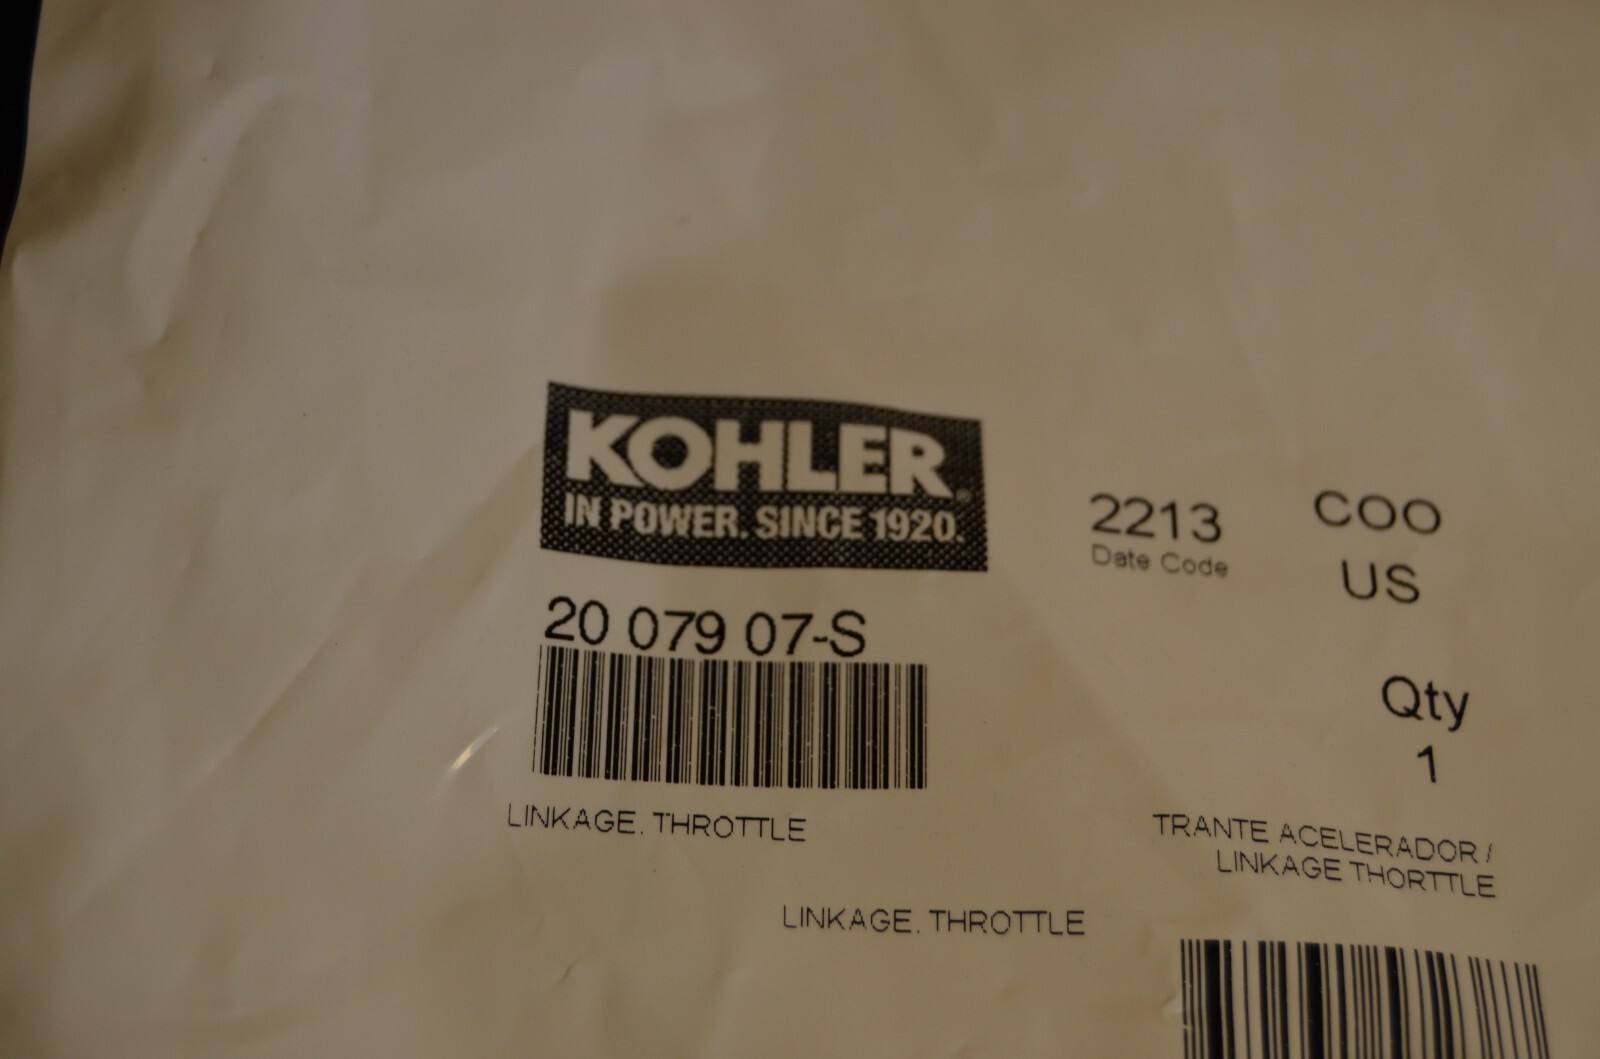 KOHLER®
IN POWER. SINCE 1920.
2213
Date Code
COO
US
20 079 07-S
Qty
1
LINKAGE, THROTTLE
TRANTE ACELERADOR /
LINKAGE THORTTLE
LINKAGE, THROTTLE